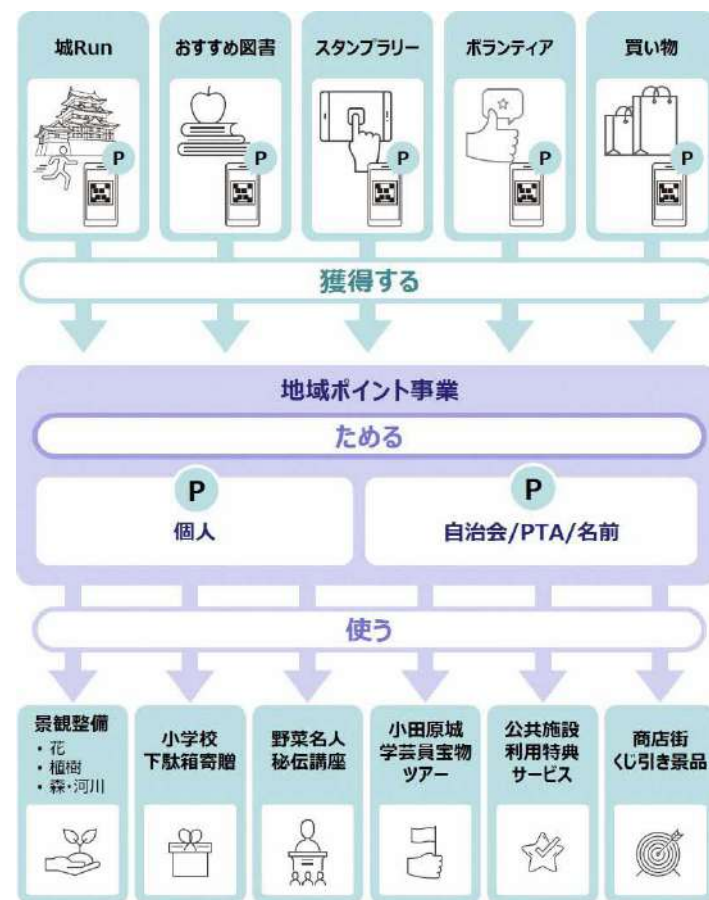 城Run
おすすめ図書
スタンプラリー
ボランティア
買い物
P
P
P
P
P
獲得する
地域ポイント事業
ためる
P
個人
P
自治会/PTA/名前
使う
景観整備
・花
・植樹
・森・河川
小学校
下駄箱寄贈
野菜名人
秘伝講座
小田原城
学芸員宝物
ツアー
公共施設
利用特典
サービス
商店街
くじ引き景品